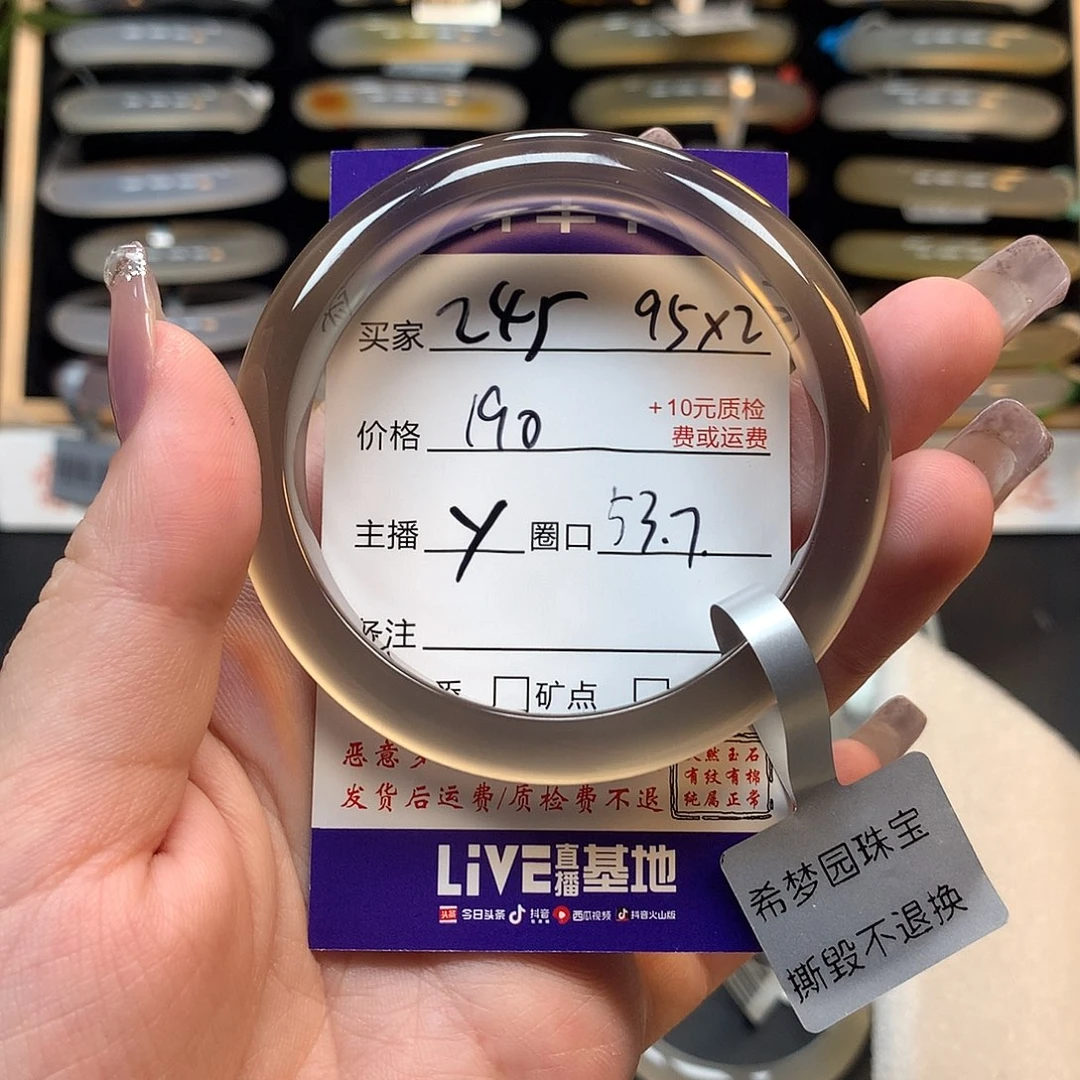 买家 245 95x2
价格 190
+10元质检
费或运费
主播 y 圈口 53.7
注
矿点
恶意
发货后运费/质检费不退
玉石
有纹有棉
纯属正常
LiVE直播基地
头条 今日头条 抖音 西瓜视频 抖音火山版
希梦园珠宝
撕毁不退换